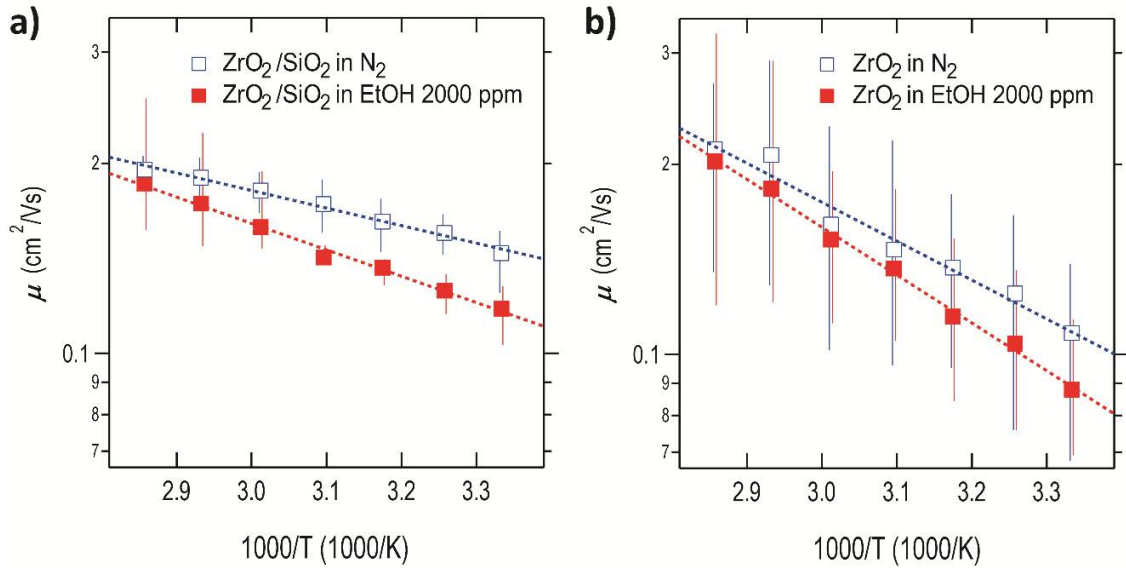 a)
ZrO2/SiO2 in N2
ZrO2/SiO2 in EtOH 2000 ppm
μ (cm2/Vs)
3
2
0.1
9
8
7
2.9 3.0 3.1 3.2 3.3
1000/T (1000/K)
b)
ZrO2 in N2
ZrO2 in EtOH 2000 ppm
μ (cm2/Vs)
3
2
0.1
9
8
7
2.9 3.0 3.1 3.2 3.3
1000/T (1000/K)